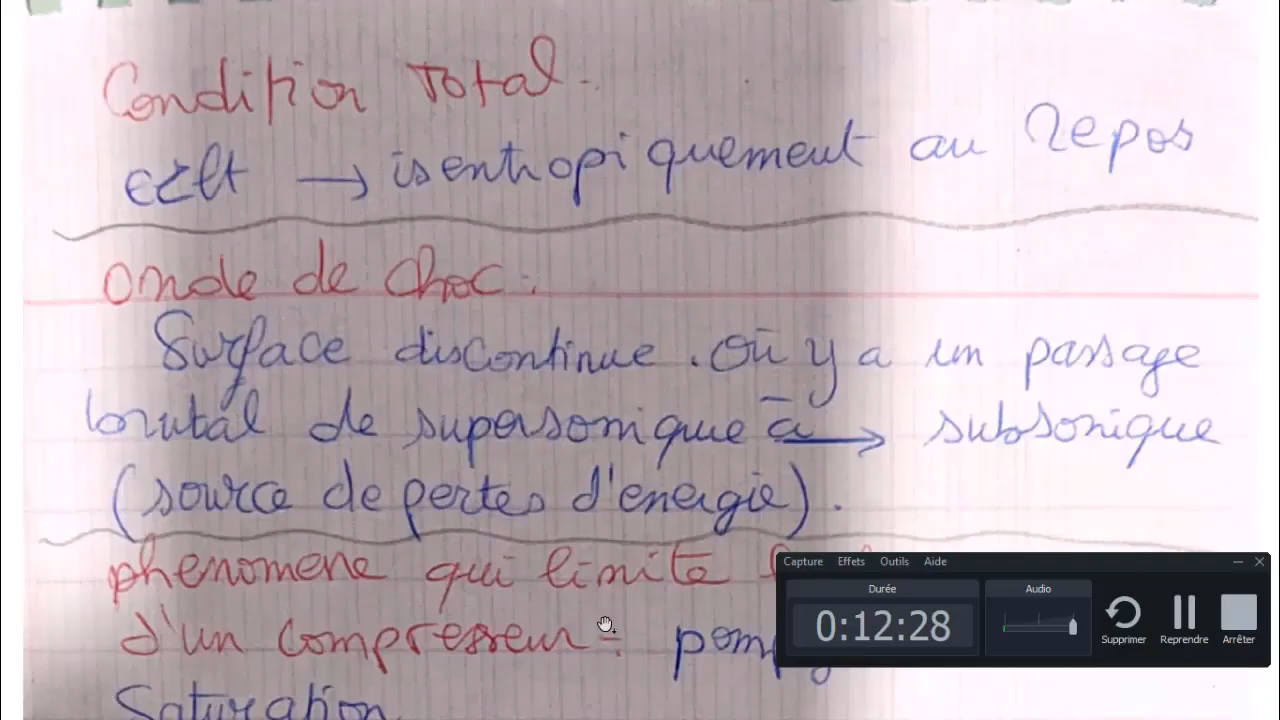 Condition Total.
eclt → isentropiquement au repos
Onde de choc :
Surface discontinue. où y a un passage
brutal de supersonique à → subsonique
(source de pertes d'energie).
phenomene qui limite
d'un compresseur :
Saturation
Capture Effets Outils Aide
Durée Audio
0:12:28
Supprimer Reprendre Arrêter